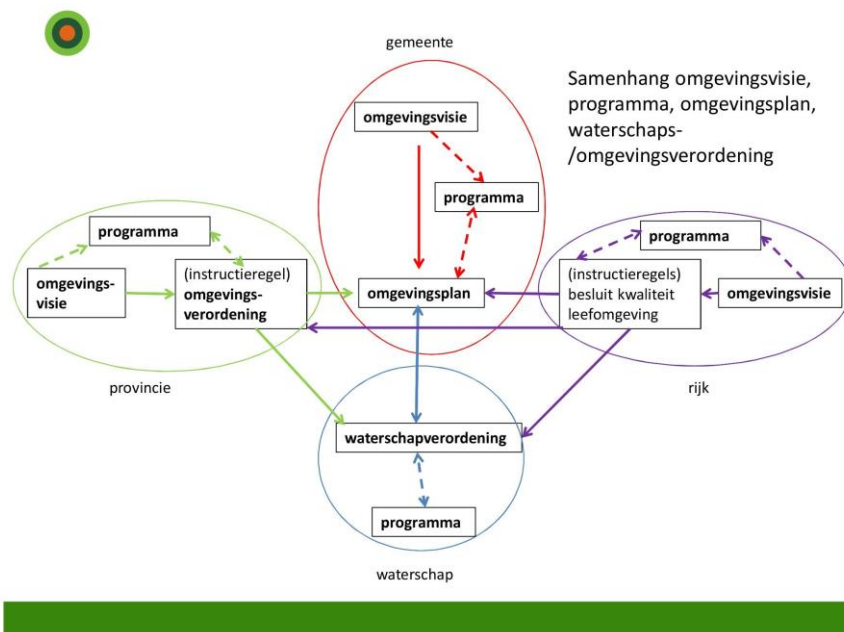 gemeente
Samenhang omgevingsvisie,
programma, omgevingsplan,
waterschaps-
/omgevingsverordening
omgevingsvisie
programma
omgevingsplan
programma
omgevings-
visie
(instructieregel)
omgevings-
verordening
provincie
programma
(instructieregels)
besluit kwaliteit
leefomgeving
omgevingsvisie
rijk
waterschapverordening
programma
waterschap